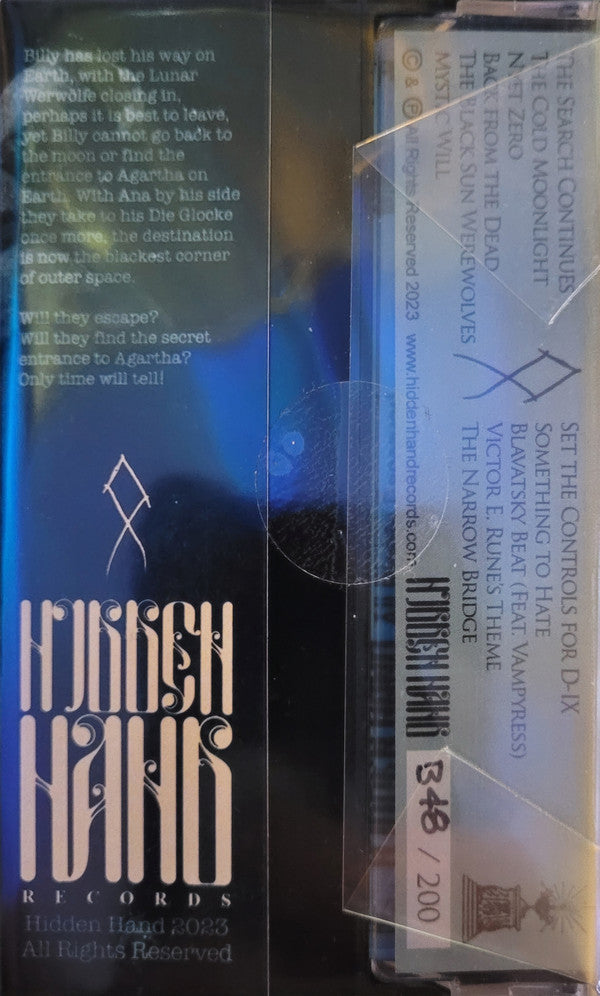 Billy has lost his way on
Earth, with the Lunar
Werwölfe closing in,
perhaps it is best to leave,
yet Billy cannot go back to
the moon or find the
entrance to Agartha on
Earth. With Ana by his side
they take to his Die Glocke
once more, the destination
is now the blackest corner
of outer space.
Will they escape?
Will they find the secret
entrance to Agartha?
Only time will tell!
HIDDEN
HAND
RECORDS
Hidden Hand 2023
All Rights Reserved
The Search Continues
The Cold Moonlight
Nyet Zero
Back from the Dead
The Black Sun Werewolves
Mystic Will
Set the Controls for D-IX
Something to Hate
Blavatsky Beat (feat. Vampyress)
Victor E. Rune's Theme
The Narrow Bridge
© & ℗ All Rights Reserved 2023 www.hiddenhandrecords.com
HIDDEN HAND
B48 / 200